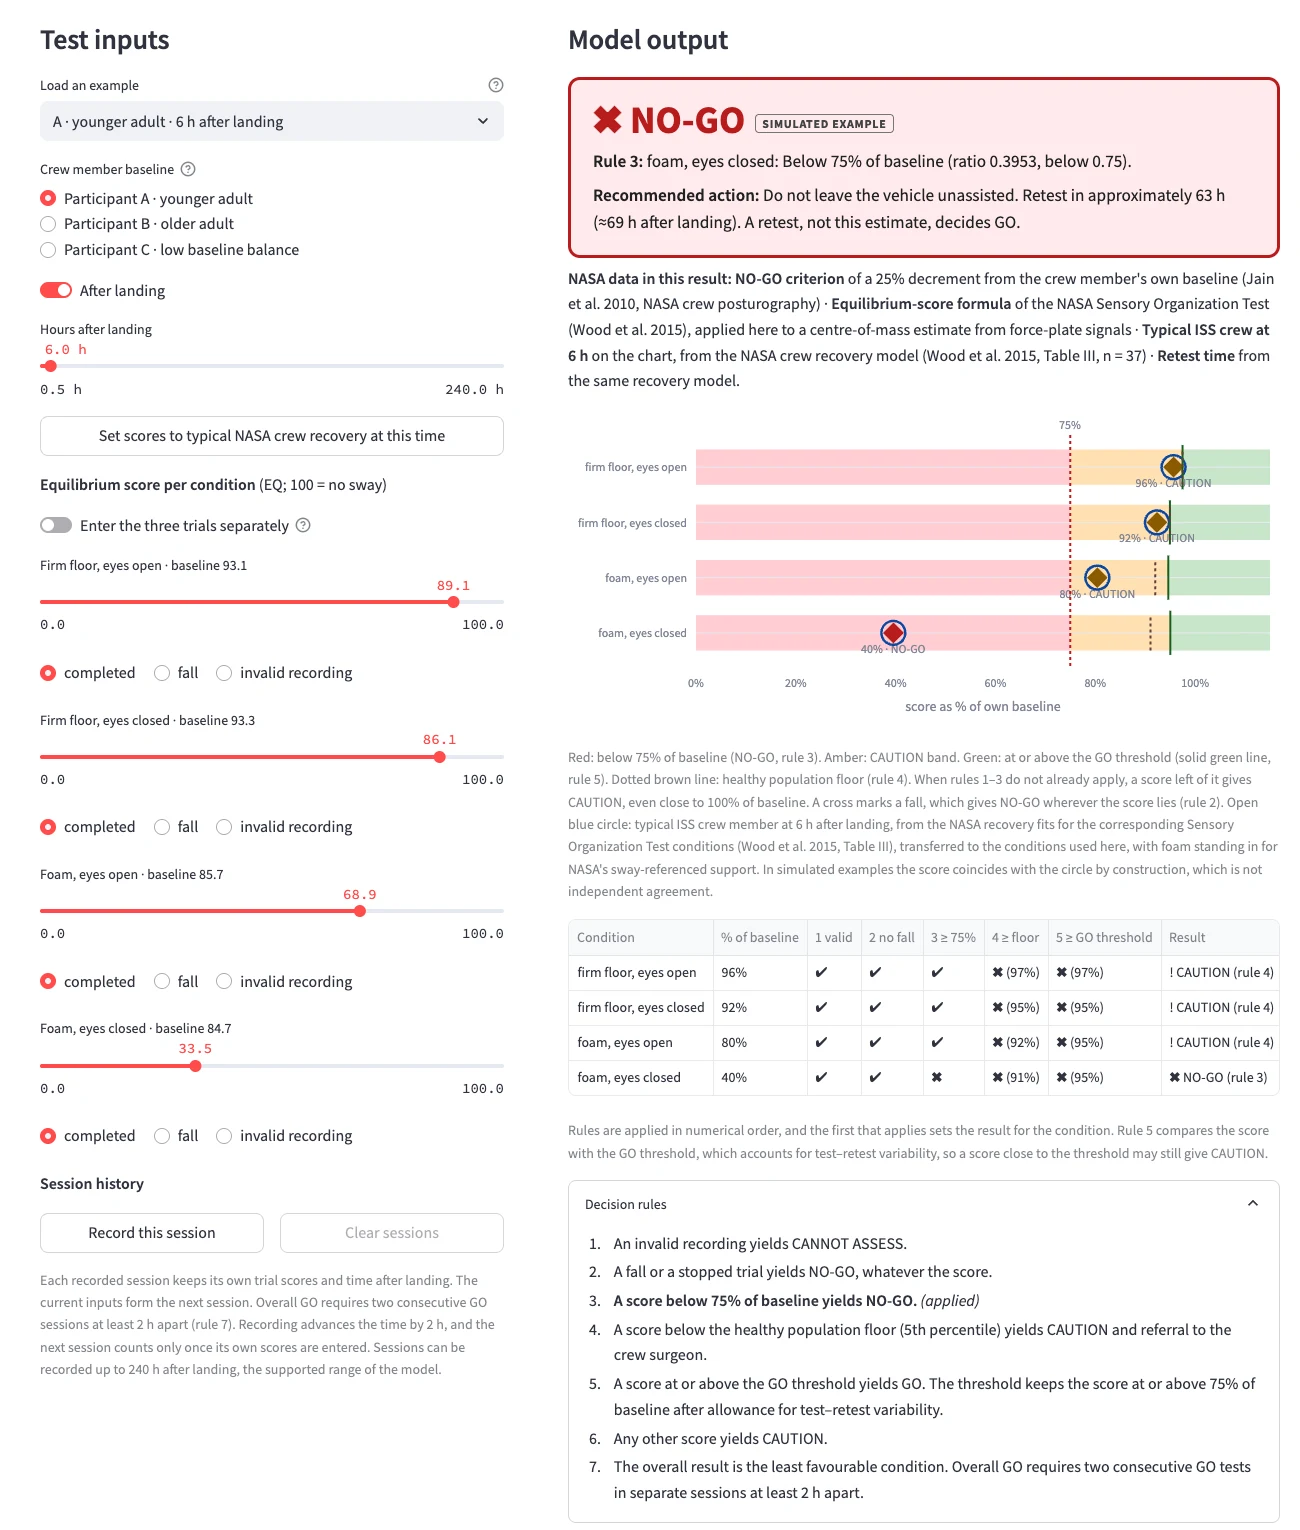 Test inputs
Load an example
A · younger adult · 6 h after landing
Crew member baseline
Participant A · younger adult
Participant B · older adult
Participant C · low baseline balance
After landing
Hours after landing
6.0 h
0.5 h 240.0 h
Set scores to typical NASA crew recovery at this time
Equilibrium score per condition (EQ; 100 = no sway)
Enter the three trials separately
Firm floor, eyes open · baseline 93.1
89.1
0.0 100.0
completed fall invalid recording
Firm floor, eyes closed · baseline 93.3
86.1
0.0 100.0
completed fall invalid recording
Foam, eyes open · baseline 85.7
68.9
0.0 100.0
completed fall invalid recording
Foam, eyes closed · baseline 84.7
33.5
0.0 100.0
completed fall invalid recording
Session history
Record this session Clear sessions
Each recorded session keeps its own trial scores and time after landing. The
current inputs form the next session. Overall GO requires two consecutive GO
sessions at least 2 h apart (rule 7). Recording advances the time by 2 h, and the
next session counts only once its own scores are entered. Sessions can be
recorded up to 240 h after landing, the supported range of the model.
Model output
✖ NO-GO SIMULATED EXAMPLE
Rule 3: foam, eyes closed: Below 75% of baseline (ratio 0.3953, below 0.75).
Recommended action: Do not leave the vehicle unassisted. Retest in approximately 63 h
(≈69 h after landing). A retest, not this estimate, decides GO.
NASA data in this result: NO-GO criterion of a 25% decrement from the crew member's own baseline (Jain
et al. 2010, NASA crew posturography) · Equilibrium-score formula of the NASA Sensory Organization Test
(Wood et al. 2015), applied here to a centre-of-mass estimate from force-plate signals · Typical ISS crew at
6 h on the chart, from the NASA crew recovery model (Wood et al. 2015, Table III, n = 37) · Retest time from
the same recovery model.
75%
firm floor, eyes open
96% · CAUTION
firm floor, eyes closed
92% · CAUTION
foam, eyes open
80% · CAUTION
foam, eyes closed
40% · NO-GO
0% 20% 40% 60% 80% 100%
score as % of own baseline
Red: below 75% of baseline (NO-GO, rule 3). Amber: CAUTION band. Green: at or above the GO threshold (solid green line,
rule 5). Dotted brown line: healthy population floor (rule 4). When rules 1–3 do not already apply, a score left of it gives
CAUTION, even close to 100% of baseline. A cross marks a fall, which gives NO-GO wherever the score lies (rule 2). Open
blue circle: typical ISS crew member at 6 h after landing, from the NASA recovery fits for the corresponding Sensory
Organization Test conditions (Wood et al. 2015, Table III), transferred to the conditions used here, with foam standing in for
NASA's sway-referenced support. In simulated examples the score coincides with the circle by construction, which is not
independent agreement.
Condition % of baseline 1 valid 2 no fall 3 ≥ 75% 4 ≥ floor 5 ≥ GO threshold Result
firm floor, eyes open 96% ✔ ✔ ✔ ✖ (97%) ✖ (97%) ! CAUTION (rule 4)
firm floor, eyes closed 92% ✔ ✔ ✔ ✖ (95%) ✖ (95%) ! CAUTION (rule 4)
foam, eyes open 80% ✔ ✔ ✔ ✖ (92%) ✖ (95%) ! CAUTION (rule 4)
foam, eyes closed 40% ✔ ✔ ✖ ✖ (91%) ✖ (95%) ✖ NO-GO (rule 3)
Rules are applied in numerical order, and the first that applies sets the result for the condition. Rule 5 compares the score
with the GO threshold, which accounts for test–retest variability, so a score close to the threshold may still give CAUTION.
Decision rules
1. An invalid recording yields CANNOT ASSESS.
2. A fall or a stopped trial yields NO-GO, whatever the score.
3. A score below 75% of baseline yields NO-GO. (applied)
4. A score below the healthy population floor (5th percentile) yields CAUTION and referral to the
crew surgeon.
5. A score at or above the GO threshold yields GO. The threshold keeps the score at or above 75% of
baseline after allowance for test–retest variability.
6. Any other score yields CAUTION.
7. The overall result is the least favourable condition. Overall GO requires two consecutive GO tests
in separate sessions at least 2 h apart.